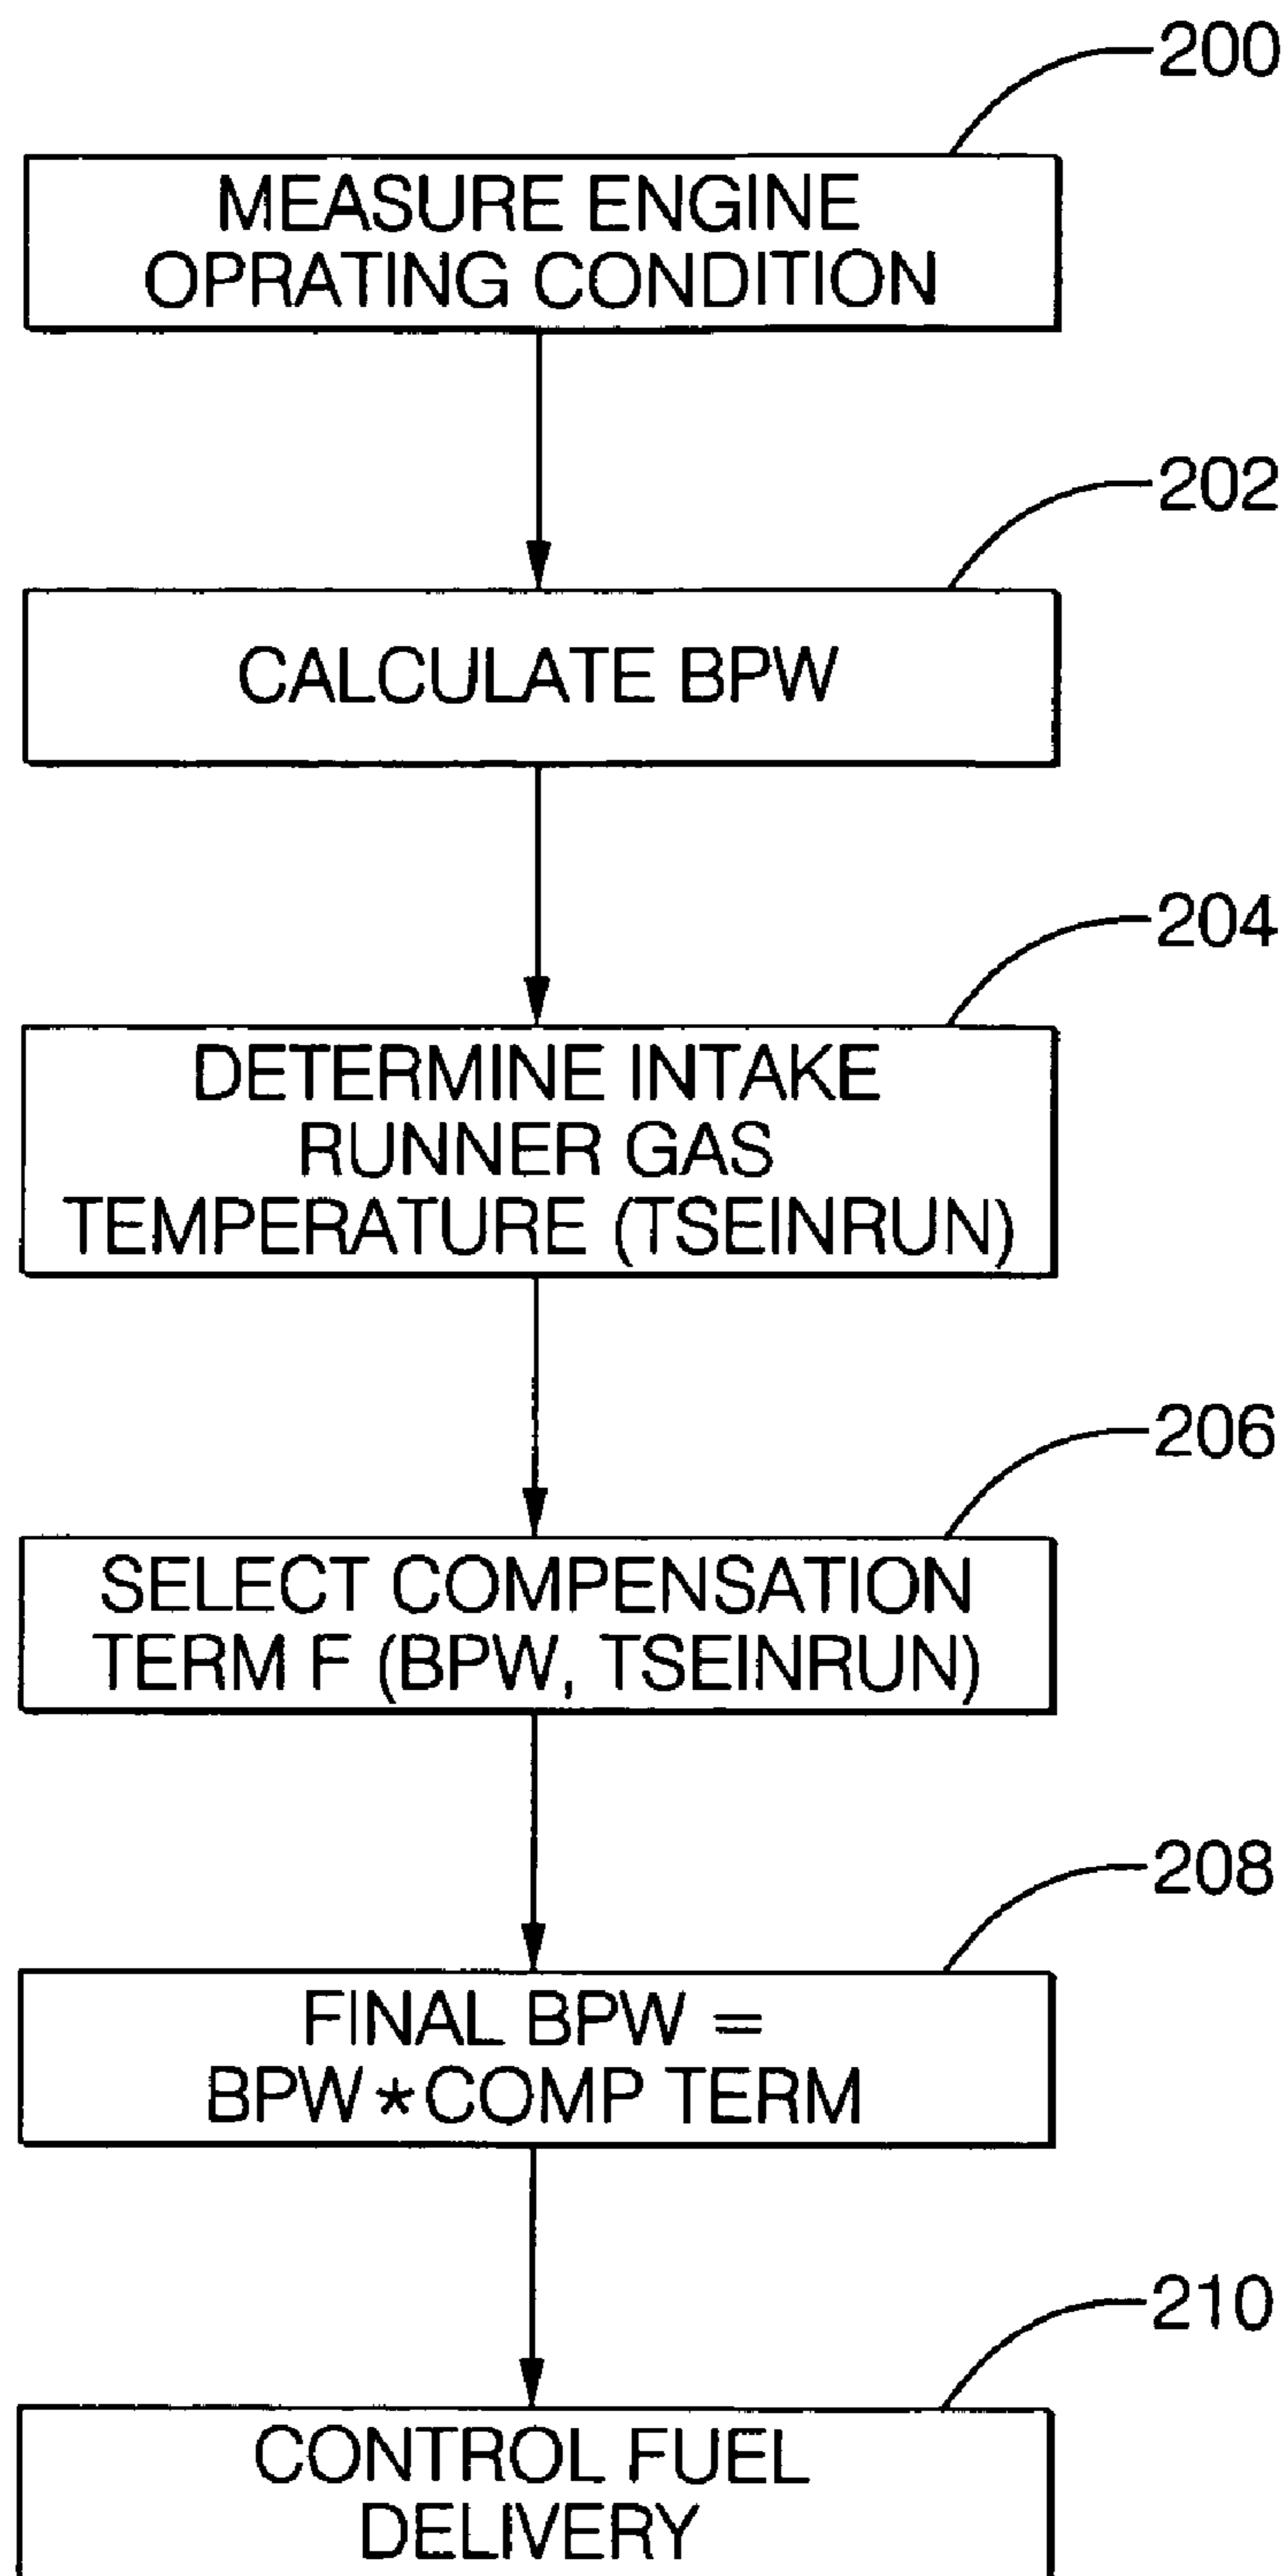 200
MEASURE ENGINE
OPRATING CONDITION
202
CALCULATE BPW
204
DETERMINE INTAKE
RUNNER GAS
TEMPERATURE (TSEINRUN)
206
SELECT COMPENSATION
TERM F (BPW, TSEINRUN)
208
FINAL BPW =
BPW*COMP TERM
210
CONTROL FUEL
DELIVERY